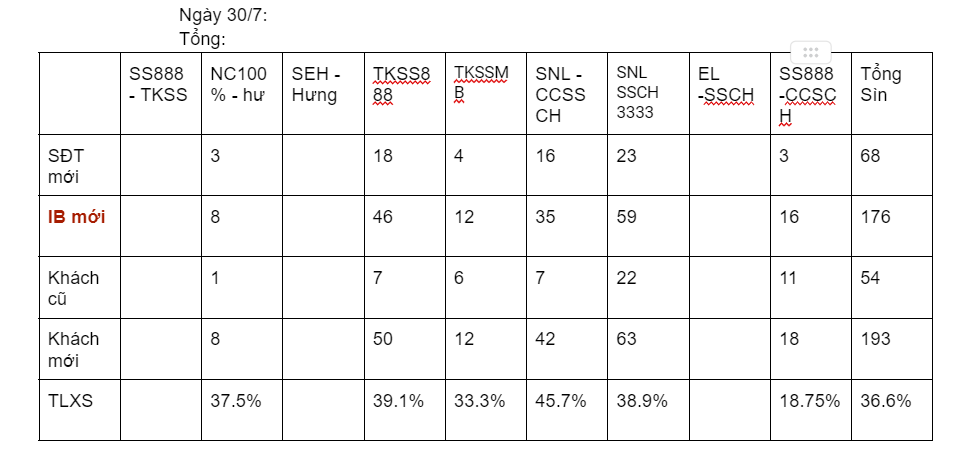 Ngày 30/7:
Tổng:
SS888 - TKSS
NC100% - hư
SEH - Hưng
TKSS888
TKSSMB
SNL - CCSSCH
SNL SSCH 3333
EL -SSCH
SS888 -CCSCH
Tổng Sỉn
SĐT mới 3 18 4 16 23 3 68
IB mới 8 46 12 35 59 16 176
Khách cũ 1 7 6 7 22 11 54
Khách mới 8 50 12 42 63 18 193
TLXS 37.5% 39.1% 33.3% 45.7% 38.9% 18.75% 36.6%